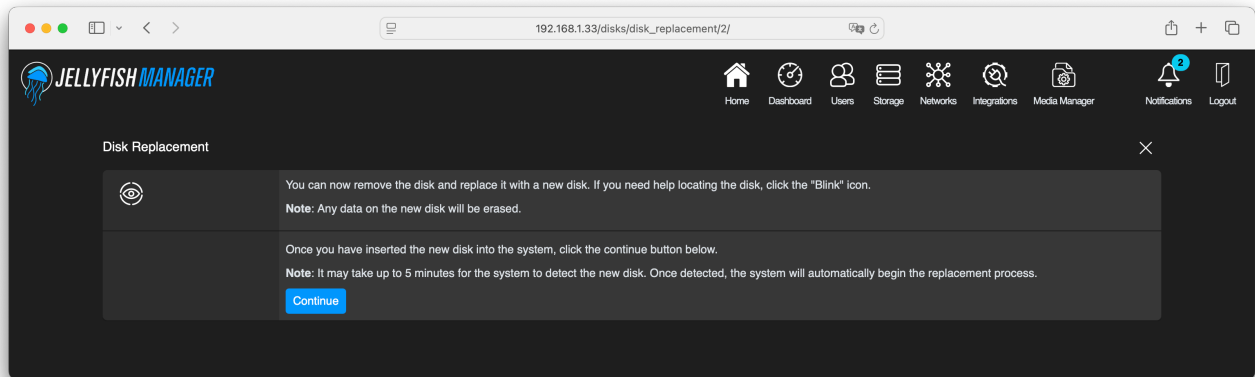 192.168.1.33/disks/disk_replacement/2/
JELLYFISH MANAGER
2
Home Dashboard Users Storage Networks Integrations Media Manager Notifications Logout
Disk Replacement
You can now remove the disk and replace it with a new disk. If you need help locating the disk, click the "Blink" icon.
Note: Any data on the new disk will be erased.
Once you have inserted the new disk into the system, click the continue button below.
Note: It may take up to 5 minutes for the system to detect the new disk. Once detected, the system will automatically begin the replacement process.
Continue